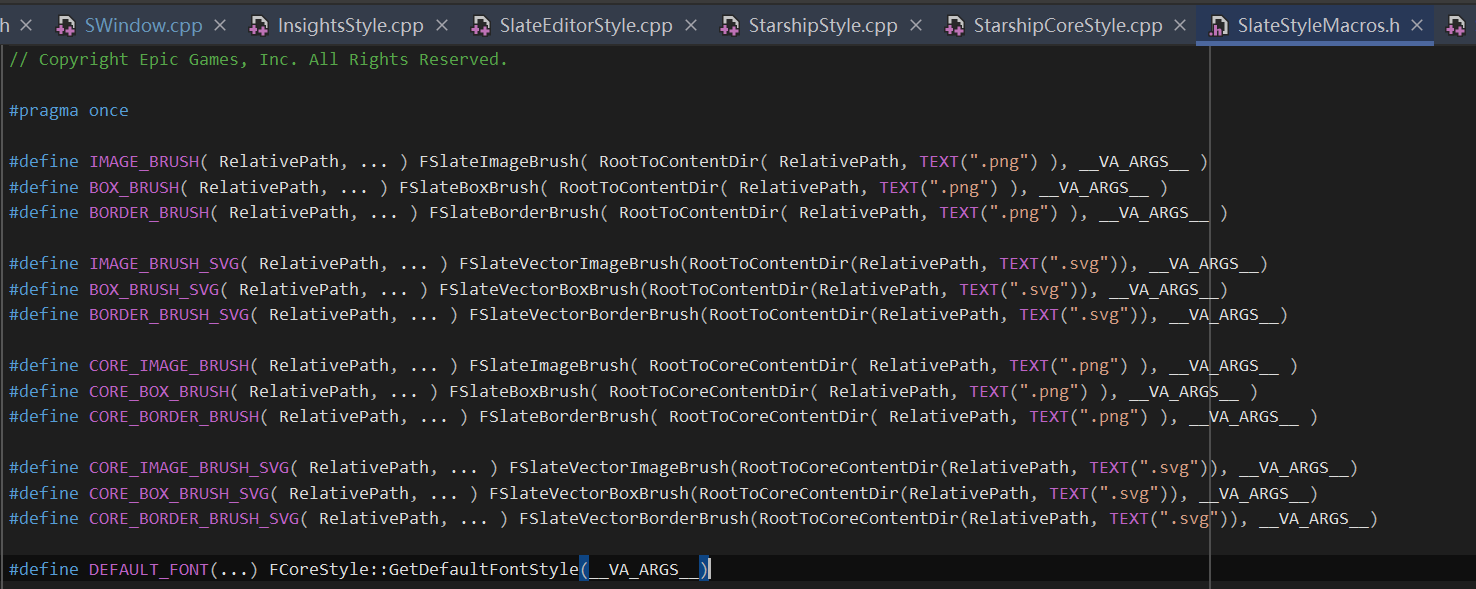 h SWindow.cpp InsightsStyle.cpp SlateEditorStyle.cpp StarshipStyle.cpp StarshipCoreStyle.cpp SlateStyleMacros.h
// Copyright Epic Games, Inc. All Rights Reserved.
#pragma once
#define IMAGE_BRUSH( RelativePath, ... ) FSlateImageBrush( RootToContentDir( RelativePath, TEXT(".png") ), __VA_ARGS__ )
#define BOX_BRUSH( RelativePath, ... ) FSlateBoxBrush( RootToContentDir( RelativePath, TEXT(".png") ), __VA_ARGS__ )
#define BORDER_BRUSH( RelativePath, ... ) FSlateBorderBrush( RootToContentDir( RelativePath, TEXT(".png") ), __VA_ARGS__ )
#define IMAGE_BRUSH_SVG( RelativePath, ... ) FSlateVectorImageBrush(RootToContentDir(RelativePath, TEXT(".svg")), __VA_ARGS__)
#define BOX_BRUSH_SVG( RelativePath, ... ) FSlateVectorBoxBrush(RootToContentDir(RelativePath, TEXT(".svg")), __VA_ARGS__)
#define BORDER_BRUSH_SVG( RelativePath, ... ) FSlateVectorBorderBrush(RootToContentDir(RelativePath, TEXT(".svg")), __VA_ARGS__)
#define CORE_IMAGE_BRUSH( RelativePath, ... ) FSlateImageBrush( RootToCoreContentDir( RelativePath, TEXT(".png") ), __VA_ARGS__ )
#define CORE_BOX_BRUSH( RelativePath, ... ) FSlateBoxBrush( RootToCoreContentDir( RelativePath, TEXT(".png") ), __VA_ARGS__ )
#define CORE_BORDER_BRUSH( RelativePath, ... ) FSlateBorderBrush( RootToCoreContentDir( RelativePath, TEXT(".png") ), __VA_ARGS__ )
#define CORE_IMAGE_BRUSH_SVG( RelativePath, ... ) FSlateVectorImageBrush(RootToCoreContentDir(RelativePath, TEXT(".svg")), __VA_ARGS__)
#define CORE_BOX_BRUSH_SVG( RelativePath, ... ) FSlateVectorBoxBrush(RootToCoreContentDir(RelativePath, TEXT(".svg")), __VA_ARGS__)
#define CORE_BORDER_BRUSH_SVG( RelativePath, ... ) FSlateVectorBorderBrush(RootToCoreContentDir(RelativePath, TEXT(".svg")), __VA_ARGS__)
#define DEFAULT_FONT(...) FCoreStyle::GetDefaultFontStyle(__VA_ARGS__)